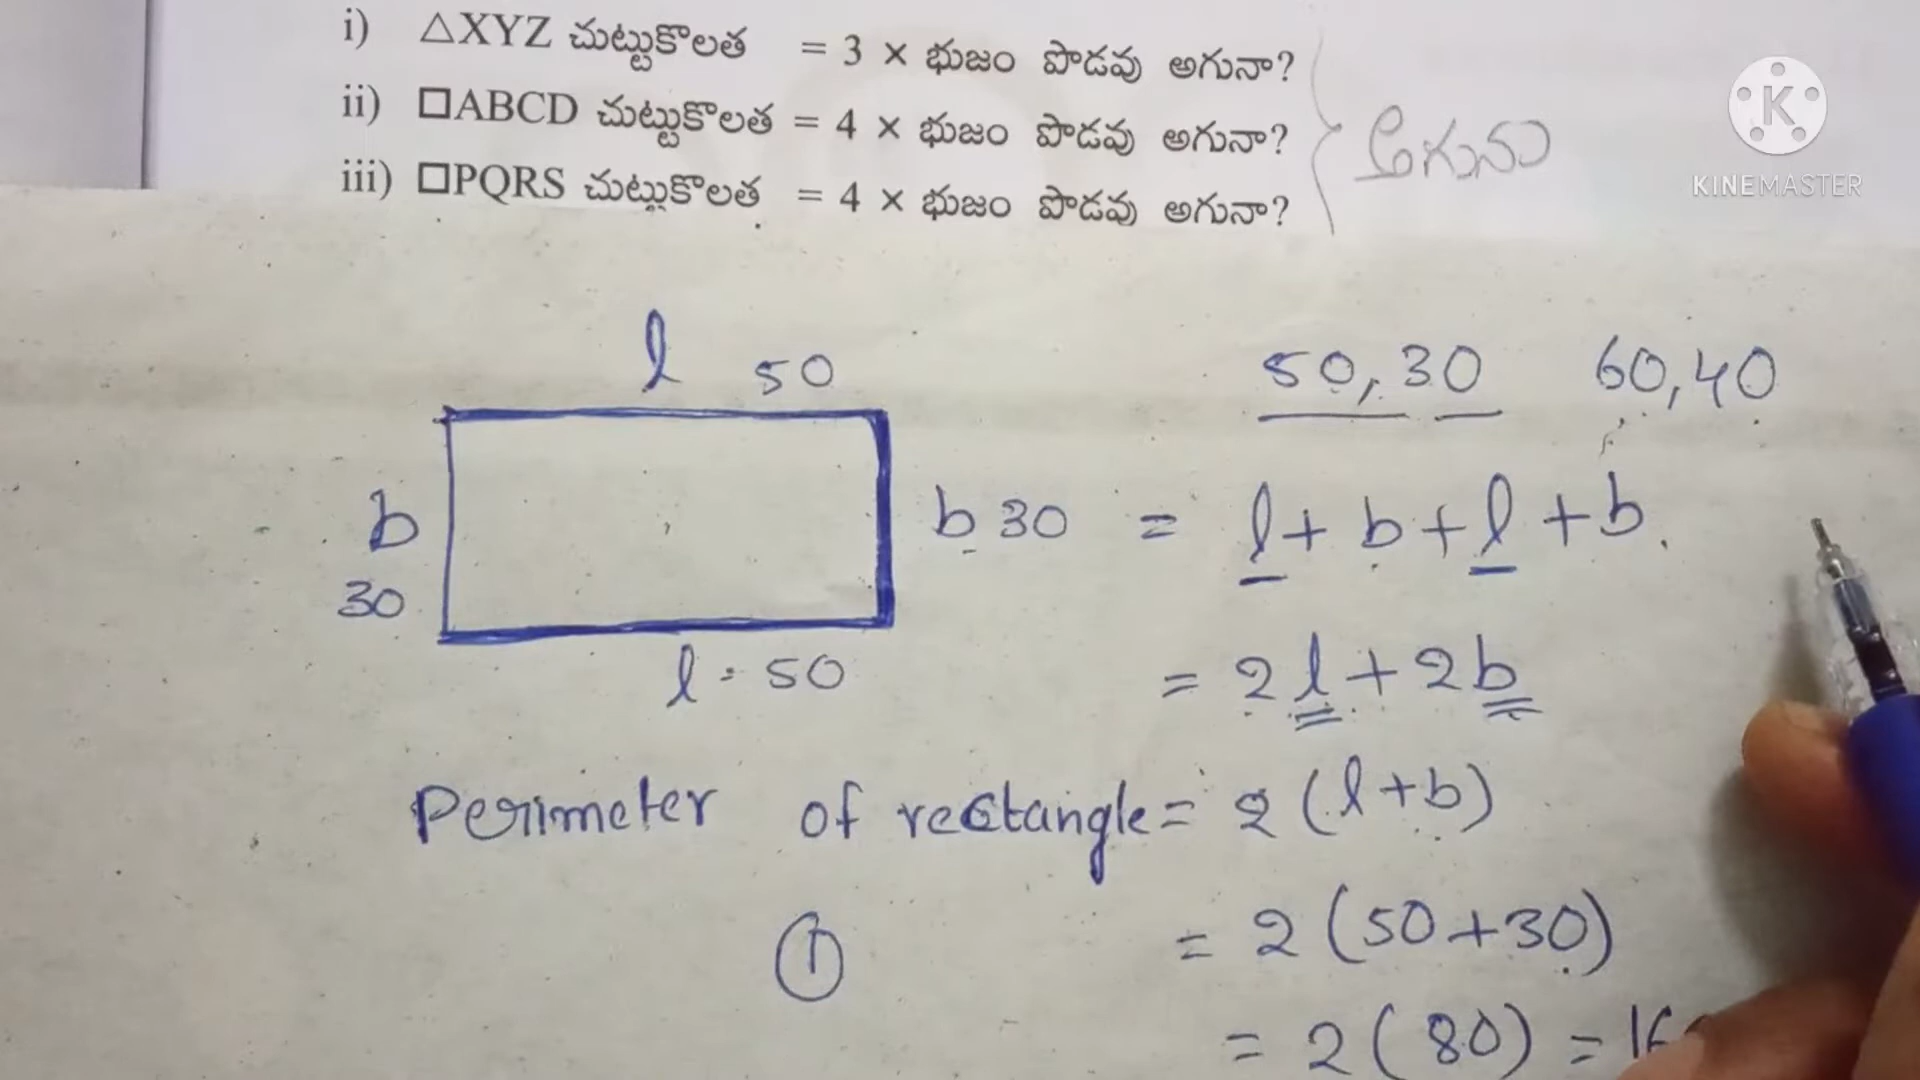 i) △XYZ చుట్టుకొలత = 3 × భుజం పొడవు అగునా?
ii) □ABCD చుట్టుకొలత = 4 × భుజం పొడవు అగునా?
iii) □PQRS చుట్టుకొలత = 4 × భుజం పొడవు అగునా?
అగును
KINEMASTER
l 50
50, 30 60, 40
b
30
b 30
= l + b + l + b.
l = 50
= 2l + 2b
Perimeter of rectangle = 2 (l+b)
①
= 2 (50+30)
= 2 (80) =